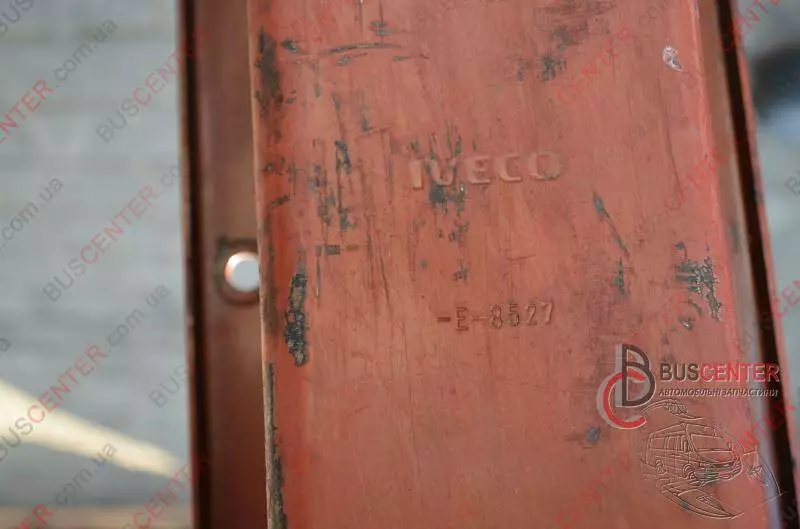 IVECO
-E-8527
BUSCENTER
АВТОМОБІЛЬНІ ЗАПЧАСТИНИ
BUSCENTER.com.ua